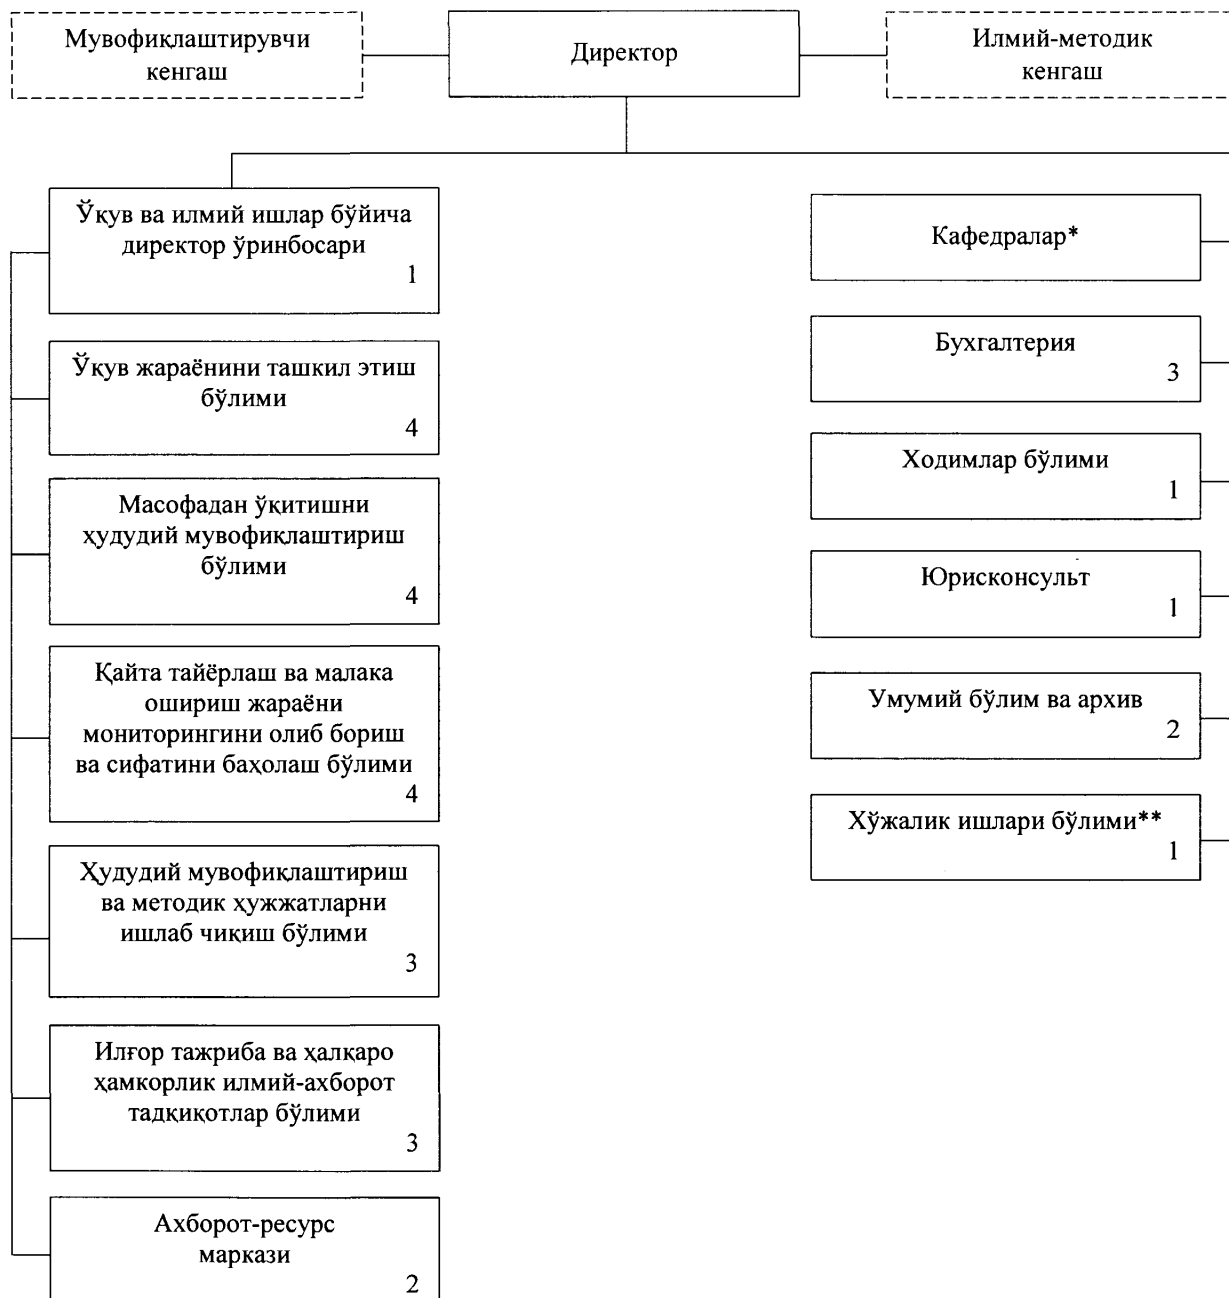 Мувофиқлаштирувчи
кенгаш
Директор
Илмий-методик
кенгаш
Ўқув ва илмий ишлар бўйича
директор ўринбосари
1
Ўқув жараёнини ташкил этиш
бўлими
4
Масофадан ўқитишни
ҳудудий мувофиқлаштириш
бўлими
4
Қайта тайёрлаш ва малака
ошириш жараёни
мониторингини олиб бориш
ва сифатини баҳолаш бўлими
4
Ҳудудий мувофиқлаштириш
ва методик ҳужжатларни
ишлаб чиқиш бўлими
3
Илғор тажриба ва ҳалқаро
ҳамкорлик илмий-ахборот
тадқиқотлар бўлими
3
Ахборот-ресурс
маркази
2
Кафедралар*
Бухгалтерия
3
Ходимлар бўлими
1
Юрисконсульт
1
Умумий бўлим ва архив
2
Хўжалик ишлари бўлими**
1